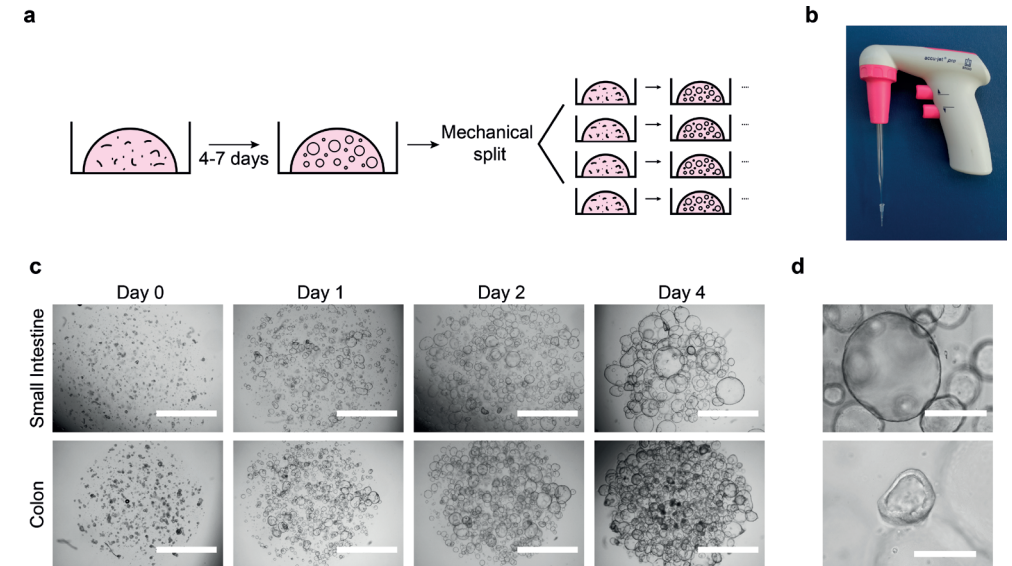 a
b
4-7 days
Mechanical
split
c
d
Day 0
Day 1
Day 2
Day 4
Small Intestine
Colon